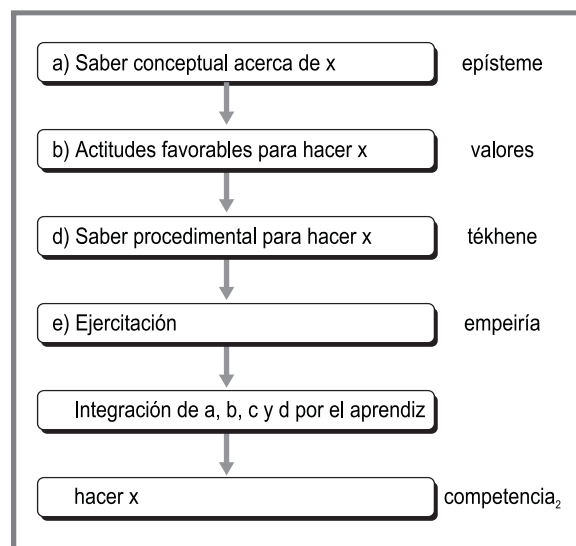 a) Saber conceptual acerca de x epísteme
b) Actitudes favorables para hacer x valores
d) Saber procedimental para hacer x tékhene
e) Ejercitación empeiría
Integración de a, b, c y d por el aprendiz
hacer x competencia₂